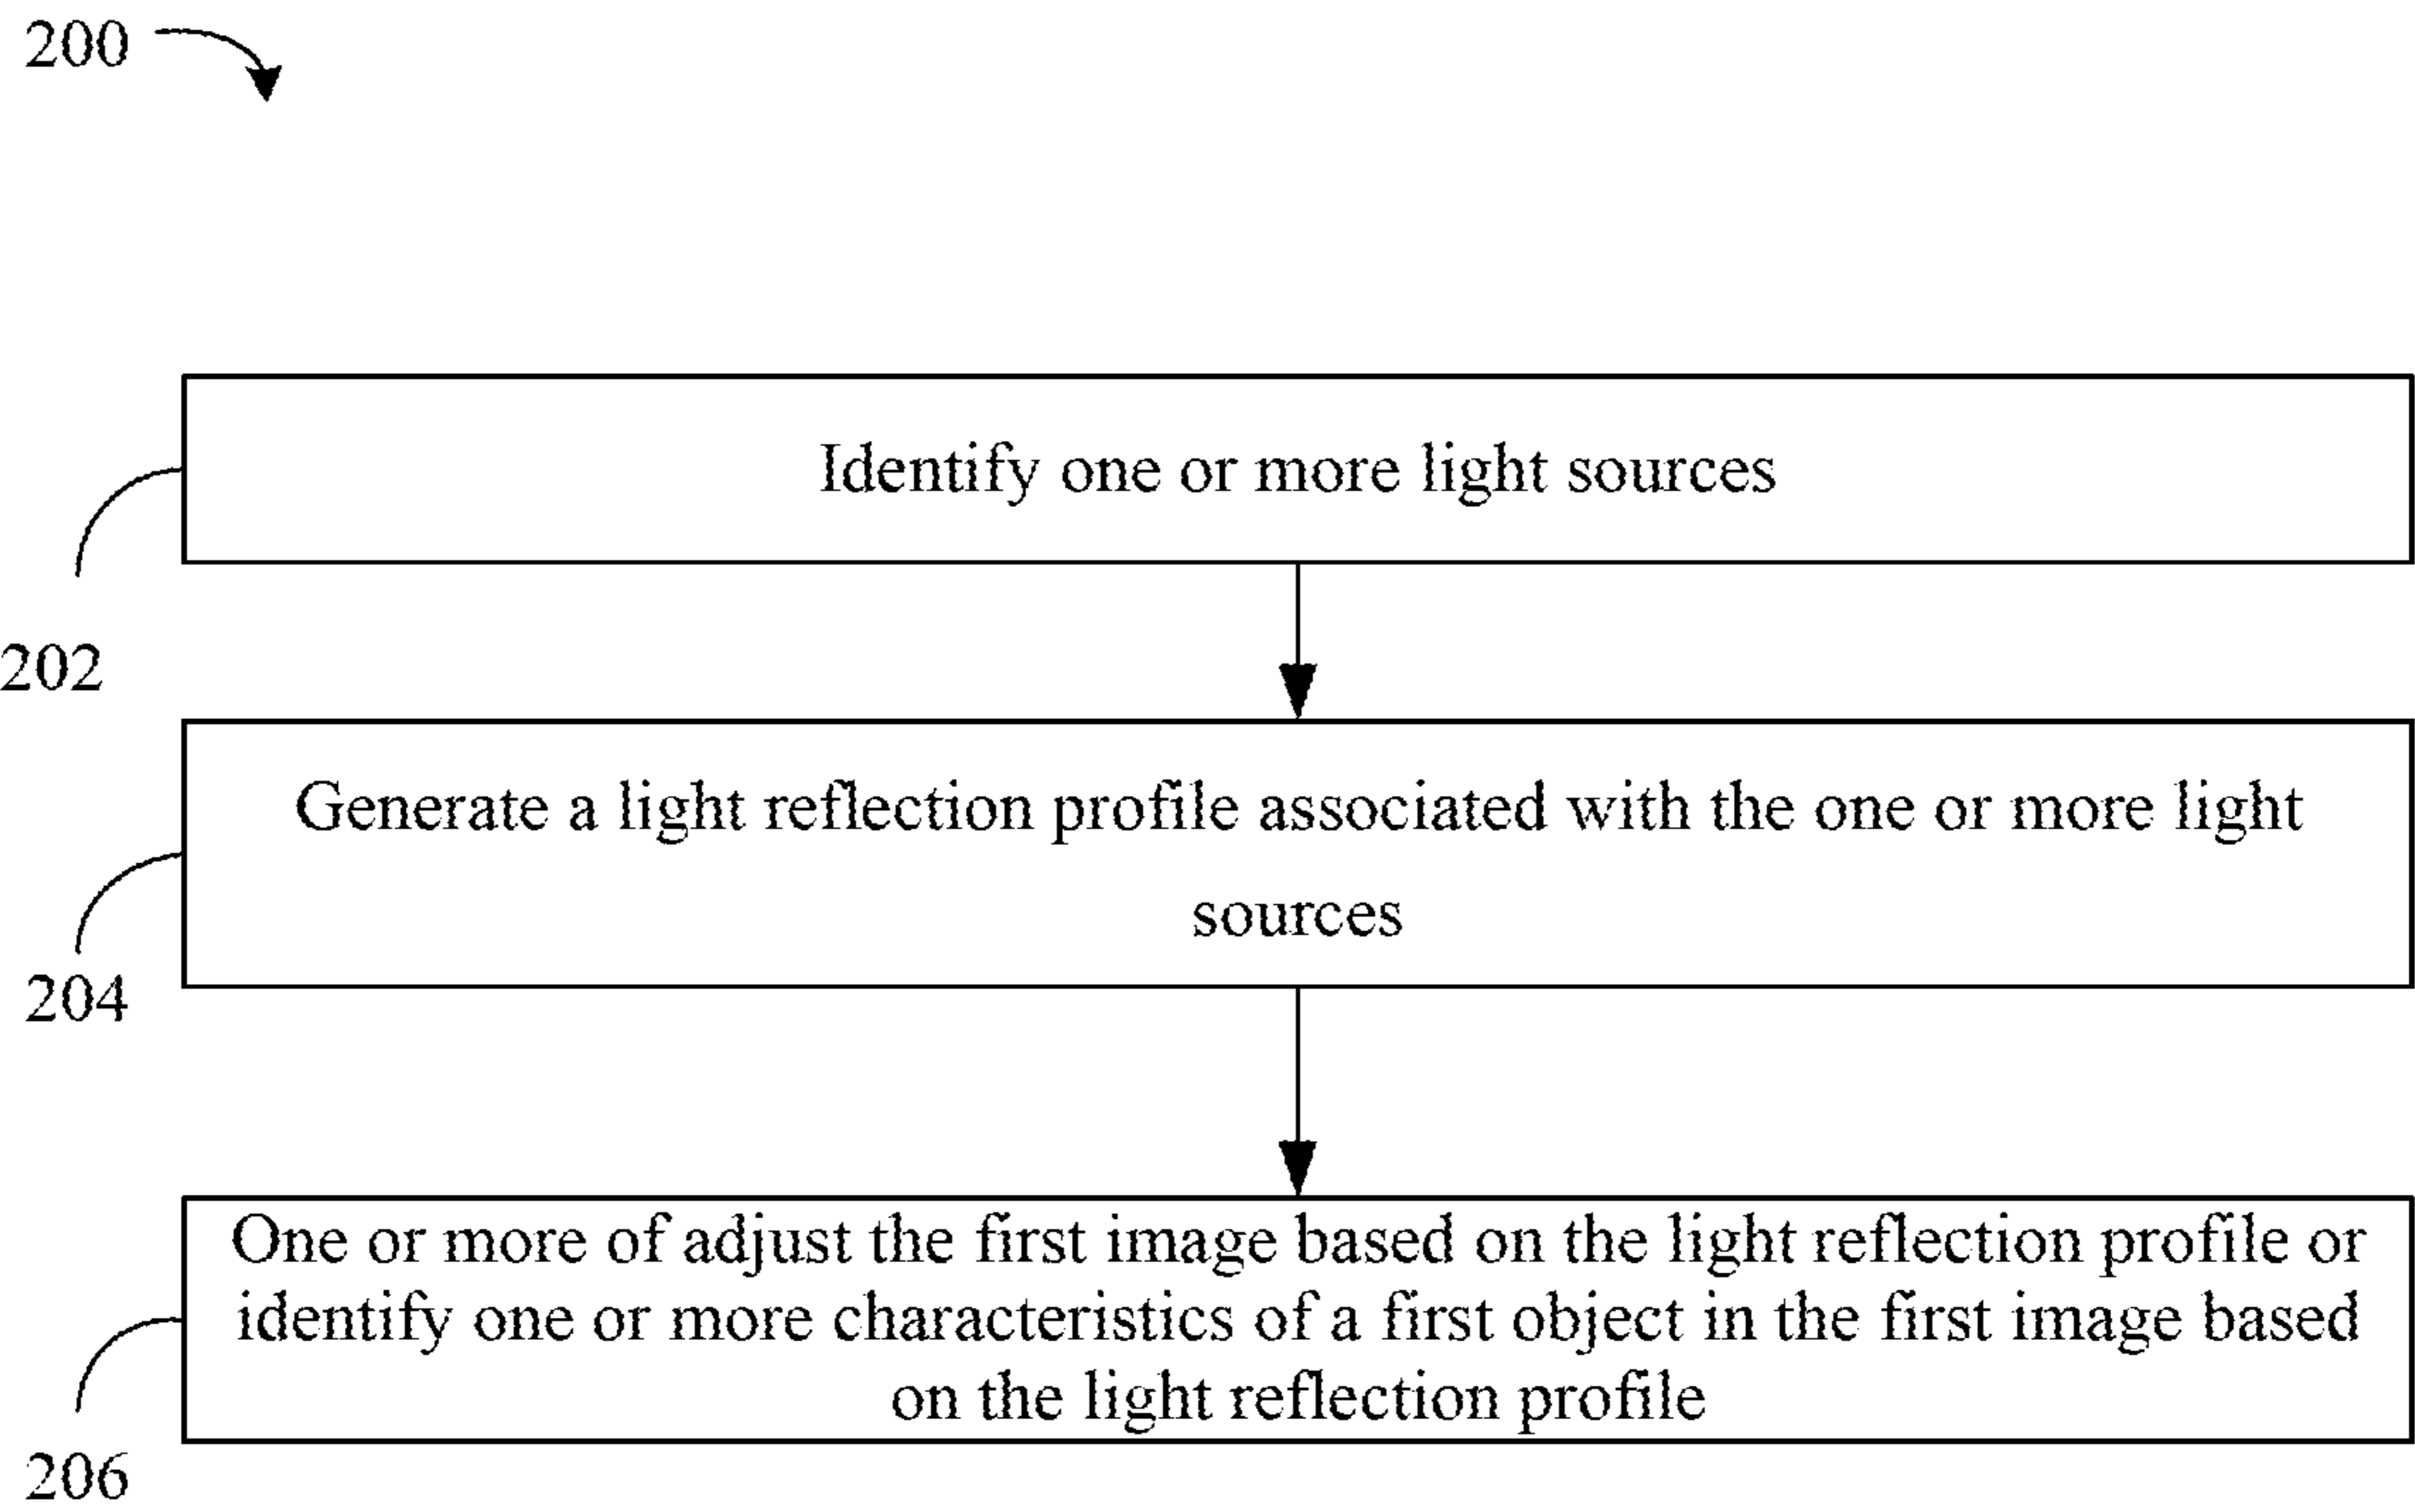 200
Identify one or more light sources
202
Generate a light reflection profile associated with the one or more light
sources
204
One or more of adjust the first image based on the light reflection profile or
identify one or more characteristics of a first object in the first image based
on the light reflection profile
206